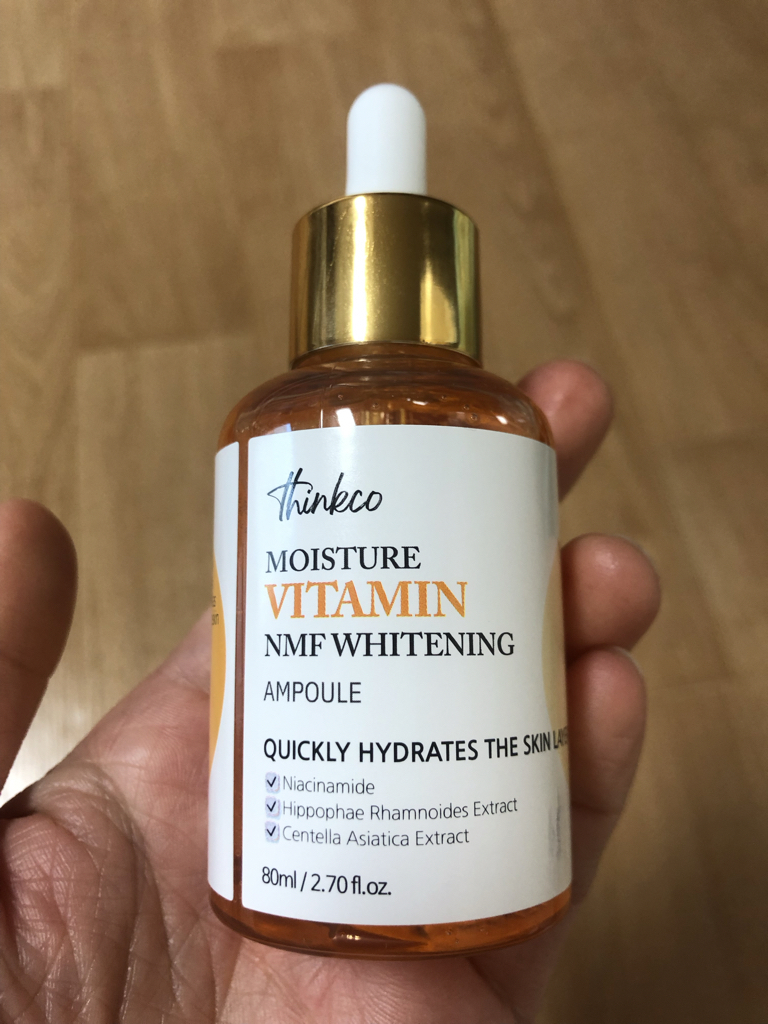 thinkco
MOISTURE
VITAMIN
NMF WHITENING
AMPOULE
QUICKLY HYDRATES THE SKIN
Niacinamide
Hippophae Rhamnoides Extract
Centella Asiatica Extract
80ml / 2.70 fl.oz.